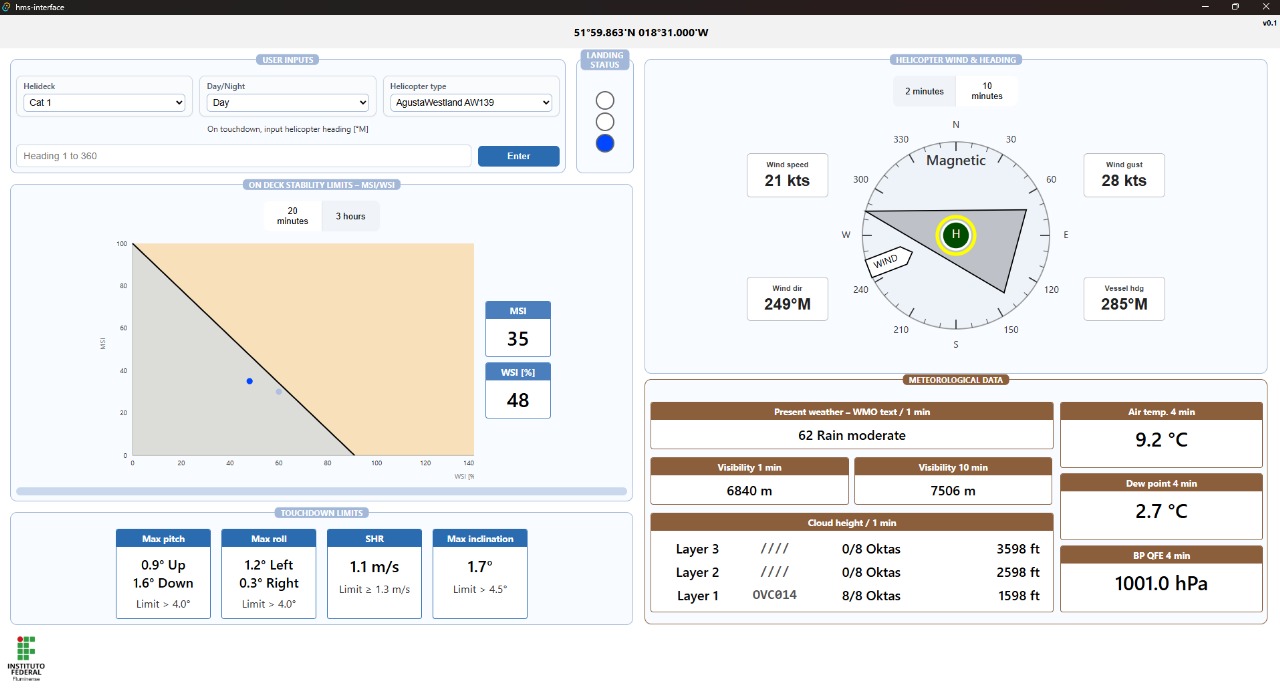 hms-interface
v0.1
51°59.863'N 018°31.000'W
USER INPUTS
Helideck
Cat 1
Day/Night
Day
Helicopter type
AgustaWestland AW139
On touchdown, input helicopter heading [°M]
Heading 1 to 360
Enter
LANDING
STATUS
ON DECK STABILITY LIMITS – MSI/WSI
20
minutes
3 hours
100
80
60
40
20
0
MSI
0
20
40
60
80
100
120
140
WSI [%
MSI
35
WSI [%]
48
TOUCHDOWN LIMITS
Max pitch
0.9° Up
1.6° Down
Limit > 4.0°
Max roll
1.2° Left
0.3° Right
Limit > 4.0°
SHR
1.1 m/s
Limit ≥ 1.3 m/s
Max inclination
1.7°
Limit > 4.5°
HELICOPTER WIND & HEADING
2 minutes
10
minutes
Wind speed
21 kts
Wind gust
28 kts
Wind dir
249°M
Vessel hdg
285°M
N
30
60
E
120
150
S
210
240
W
300
330
Magnetic
H
WIND
METEOROLOGICAL DATA
Present weather – WMO text / 1 min
62 Rain moderate
Visibility 1 min
6840 m
Visibility 10 min
7506 m
Cloud height / 1 min
Layer 3 //// 0/8 Oktas 3598 ft
Layer 2 //// 0/8 Oktas 2598 ft
Layer 1 OVC014 8/8 Oktas 1598 ft
Air temp. 4 min
9.2 °C
Dew point 4 min
2.7 °C
BP QFE 4 min
1001.0 hPa
INSTITUTO
FEDERAL
Fluminense